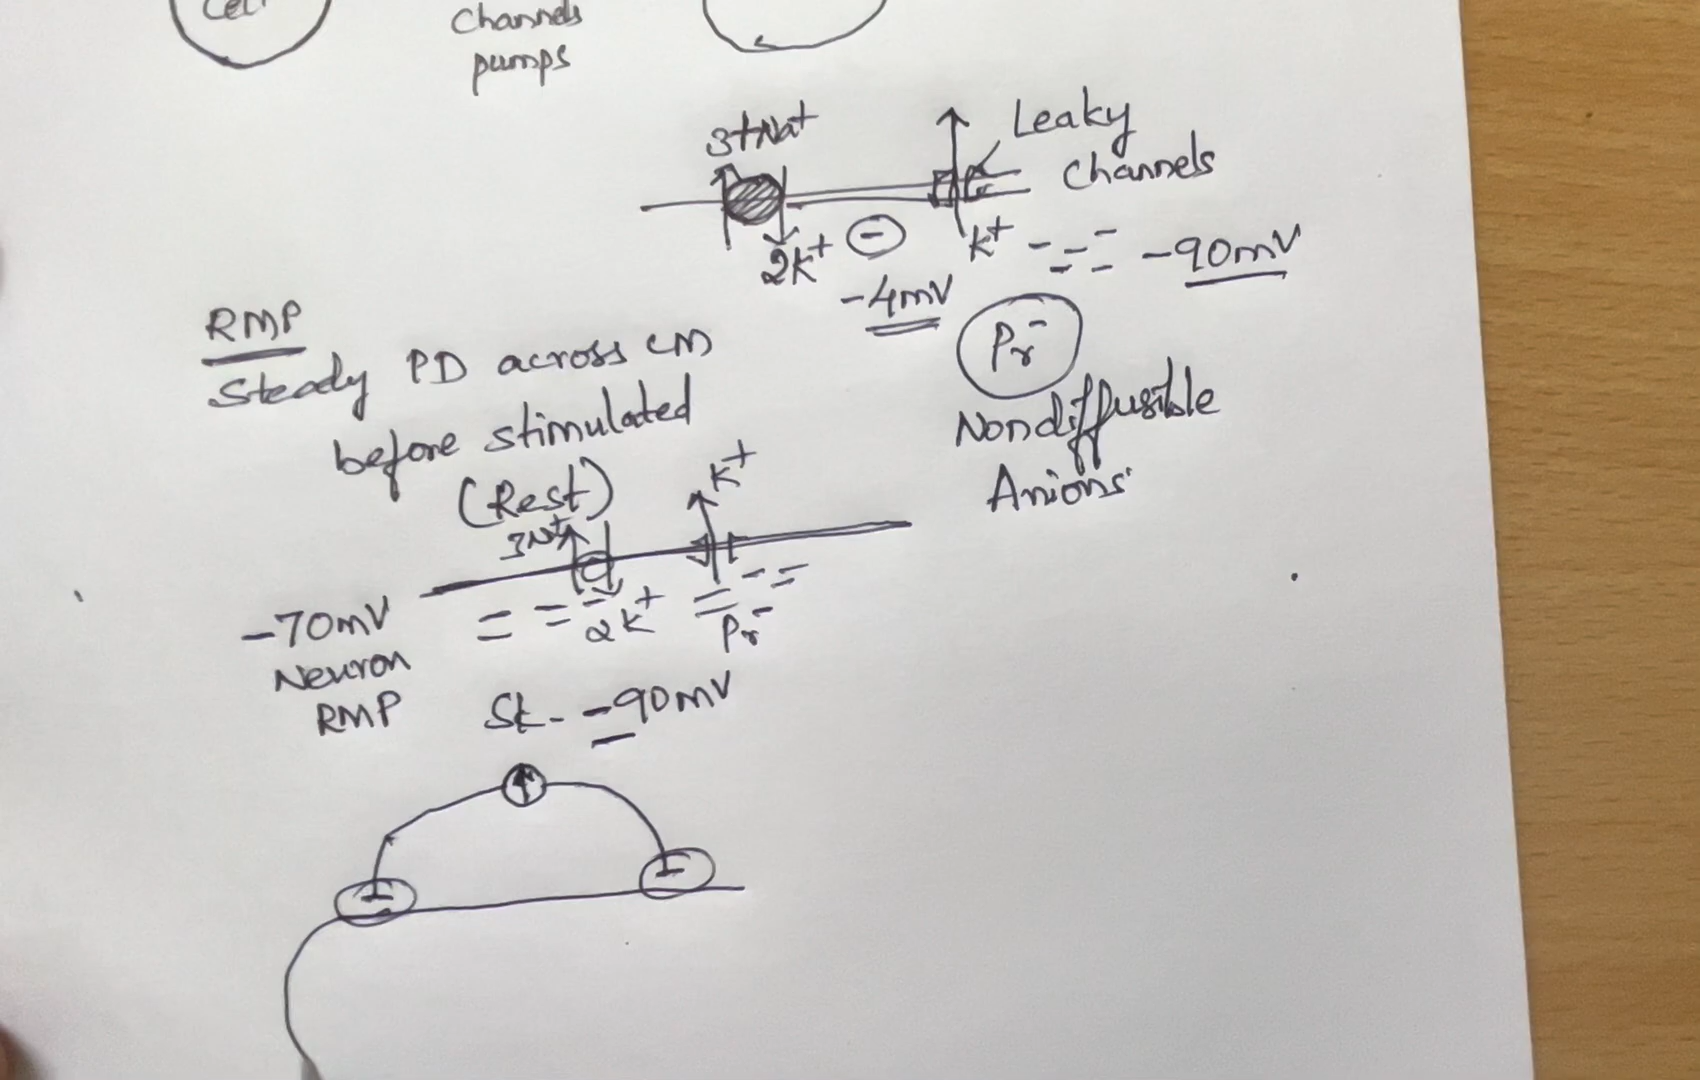 Cell
Channels
pumps
3Na+
Leaky
Channels
2K+
-
K+
-90mV
-4mV
Pr-
Nondiffusible
Anions
RMP
Steady PD across CM
before stimulated
(Rest)
K+
3Na+
2K+
Pr-
-70mV
Neuron
RMP
Sk. -90mV